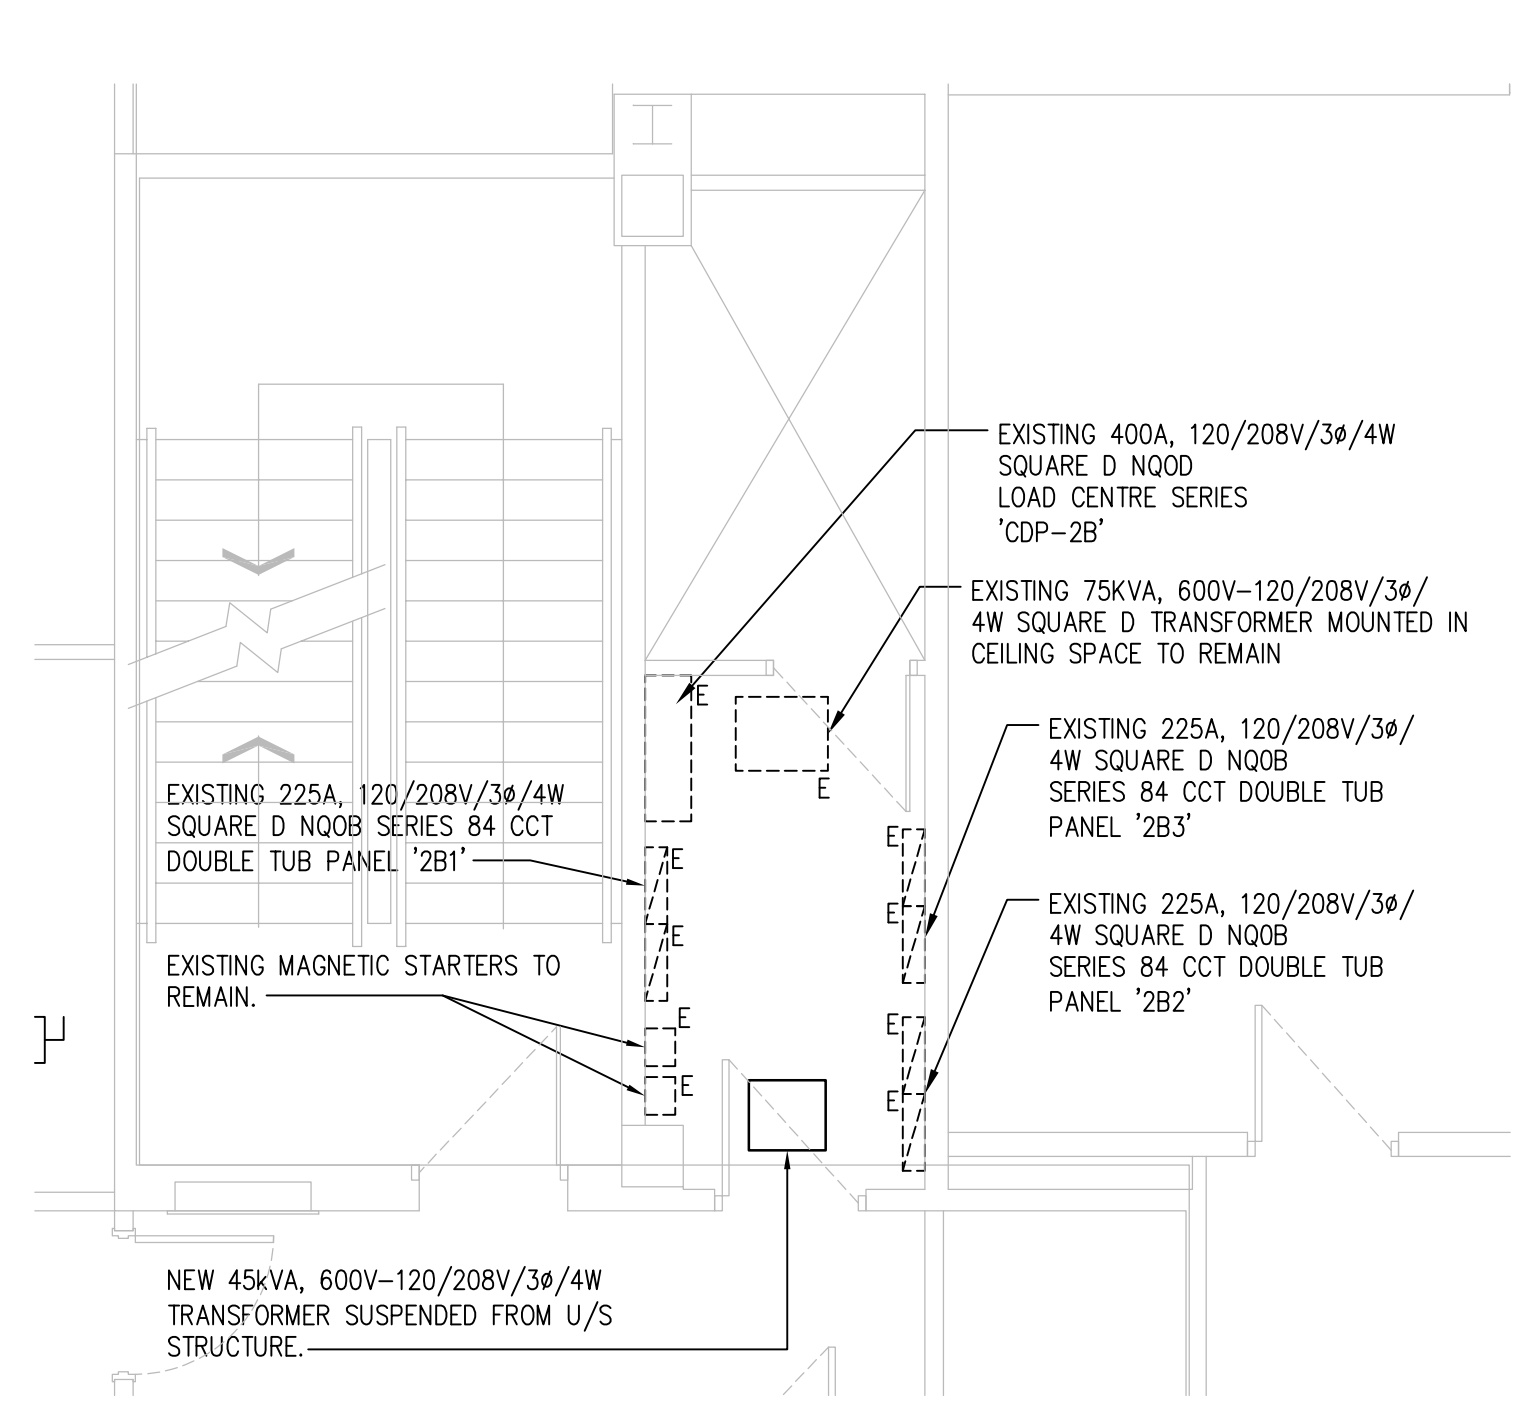 EXISTING 400A, 120/208V/3ø/4W
SQUARE D NQOD
LOAD CENTRE SERIES
'CDP-2B'
EXISTING 75KVA, 600V-120/208V/3ø/
4W SQUARE D TRANSFORMER MOUNTED IN
CEILING SPACE TO REMAIN
E
E
EXISTING 225A, 120/208V/3ø/
4W SQUARE D NQOB
SERIES 84 CCT DOUBLE TUB
PANEL '2B3'
EXISTING 225A, 120/208V/3ø/4W
SQUARE D NQOB SERIES 84 CCT
DOUBLE TUB PANEL '2B1'
E
E
E
E
EXISTING 225A, 120/208V/3ø/
4W SQUARE D NQOB
SERIES 84 CCT DOUBLE TUB
PANEL '2B2'
EXISTING MAGNETIC STARTERS TO
REMAIN.
E
E
E
E
NEW 45kVA, 600V-120/208V/3ø/4W
TRANSFORMER SUSPENDED FROM U/S
STRUCTURE.